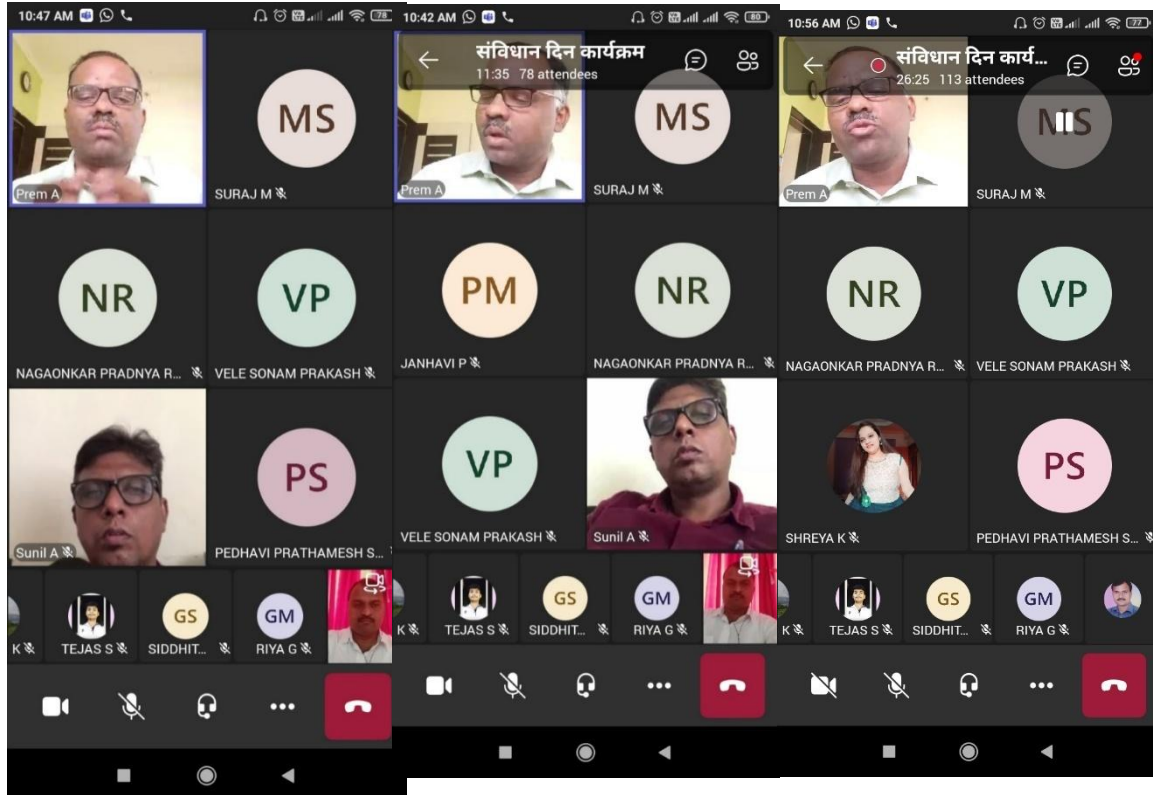 10:47 AM
78
MS
Prem A
SURAJ M
NR
VP
NAGAONKAR PRADNYA R...
VELE SONAM PRAKASH
PS
Sunil A
PEDHAVI PRATHAMESH S...
GS
GM
K
TEJAS S
SIDDHIT...
RIYA G
10:42 AM
80
संविधान दिन कार्यक्रम
11:35 78 attendees
MS
Prem A
SURAJ M
PM
NR
JANHAVI P
NAGAONKAR PRADNYA R...
VP
VELE SONAM PRAKASH
Sunil A
GS
GM
K
TEJAS S
SIDDHIT...
RIYA G
10:56 AM
77
संविधान दिन कार्य...
26:25 113 attendees
MS
Prem A
SURAJ M
NR
VP
NAGAONKAR PRADNYA R...
VELE SONAM PRAKASH
PS
SHREYA K
PEDHAVI PRATHAMESH S...
GS
GM
K
TEJAS S
SIDDHIT...
RIYA G